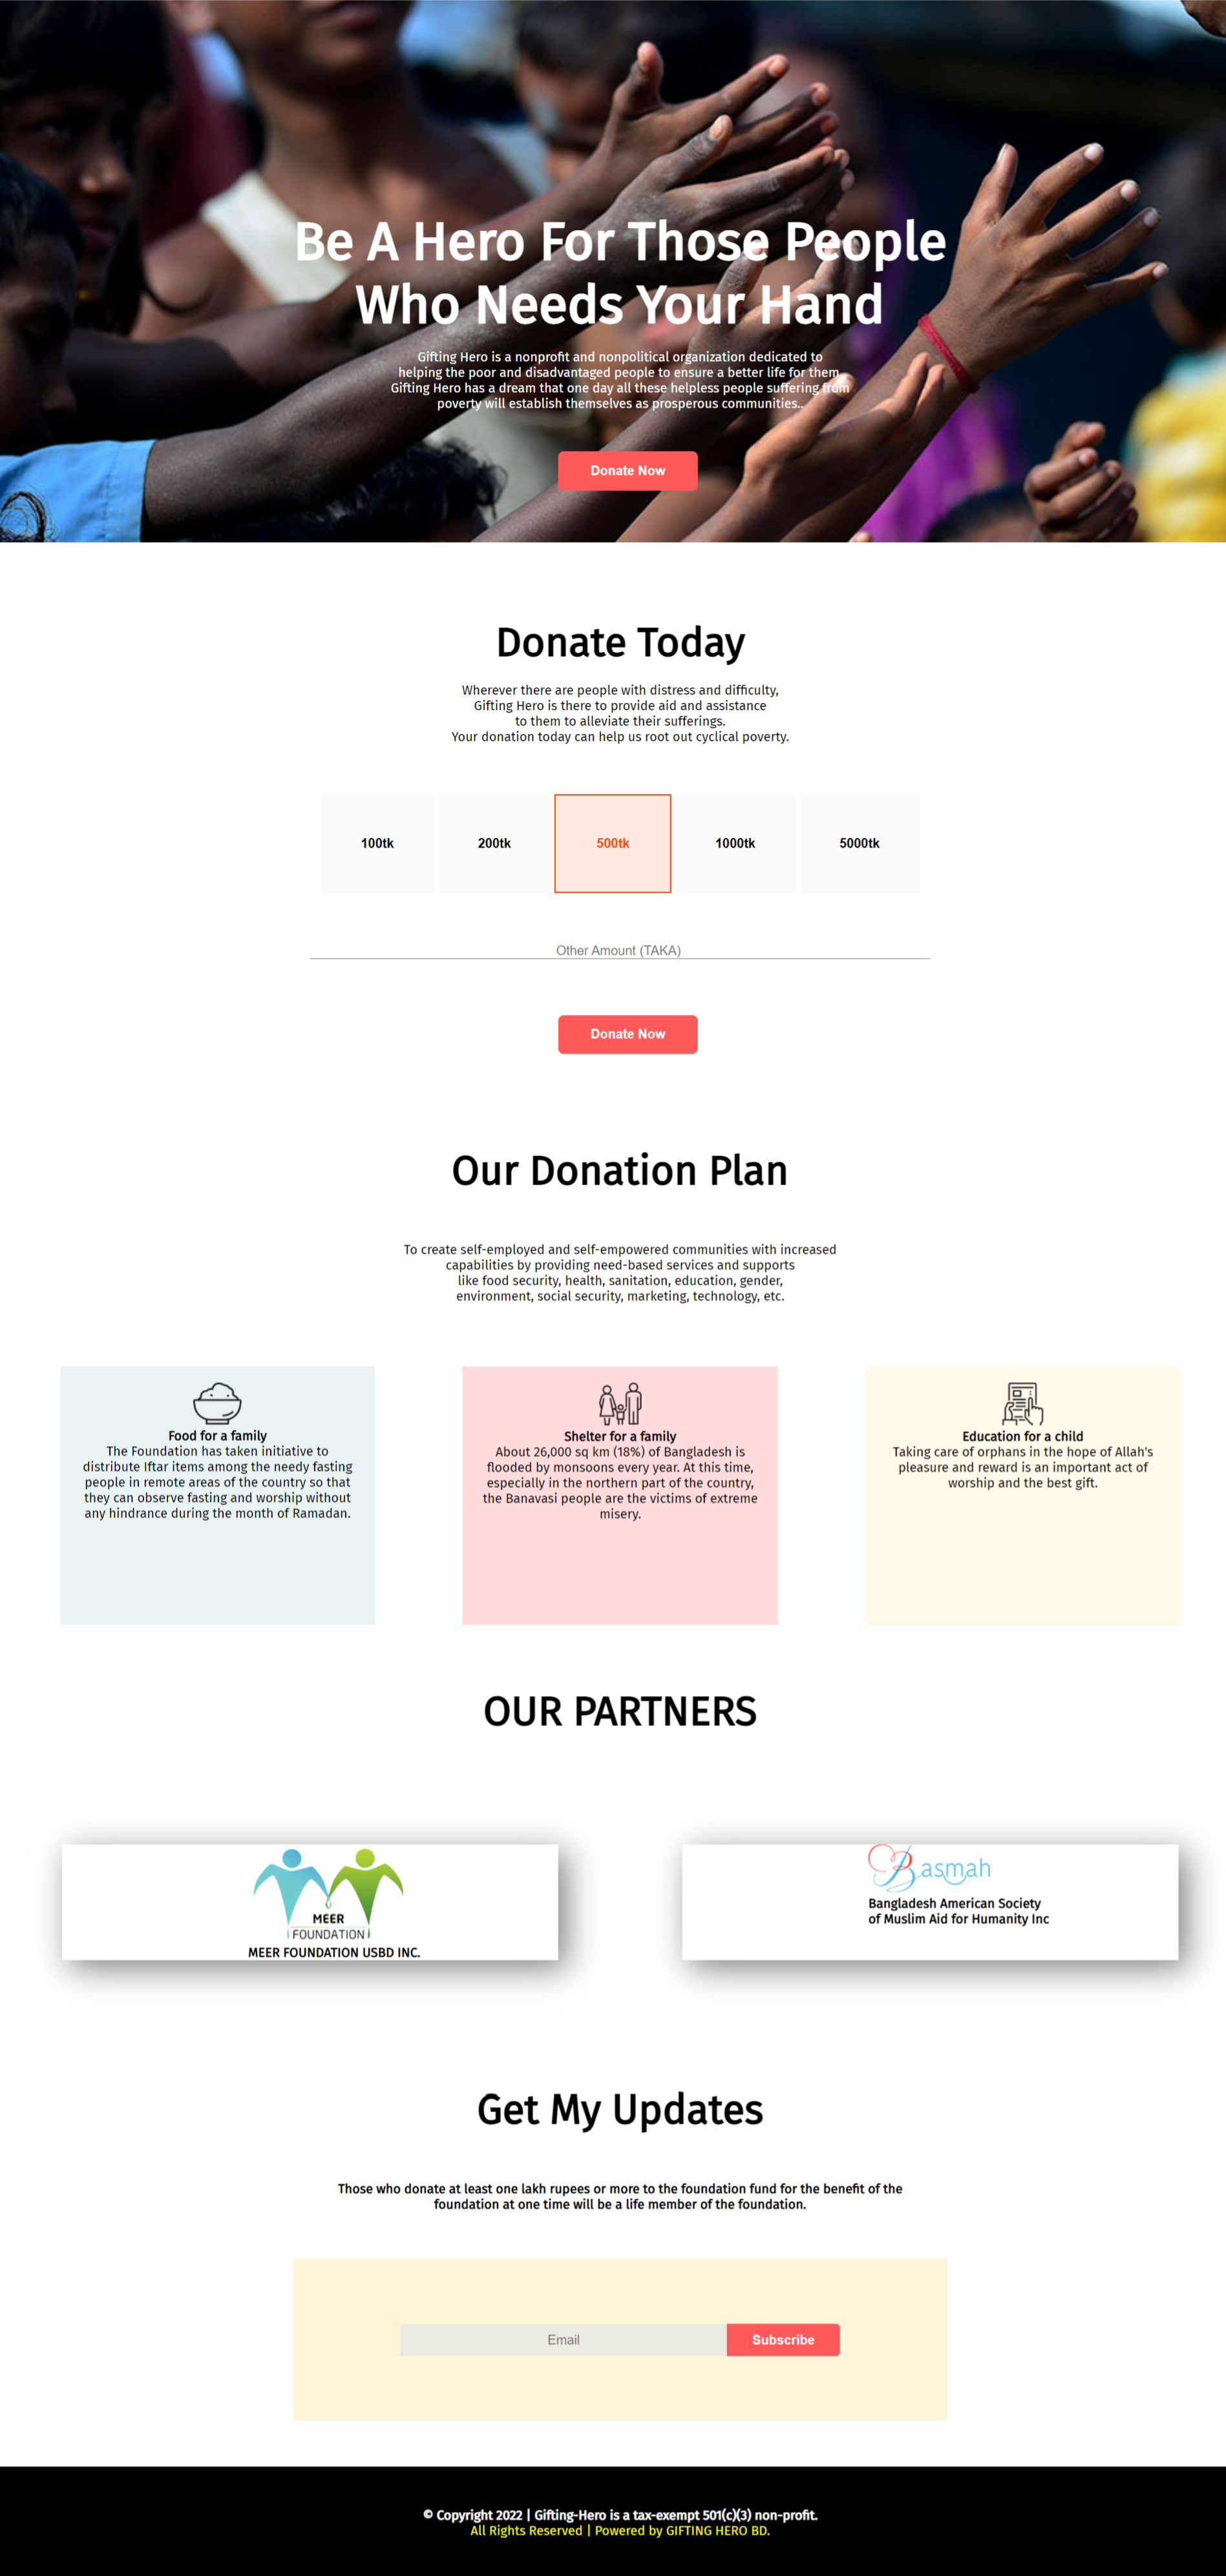 Be A Hero For Those People
Who Needs Your Hand
Gifting Hero is a nonprofit and nonpolitical organization dedicated to
helping the poor and disadvantaged people to ensure a better life for them.
Gifting Hero has a dream that one day all these helpless people suffering from
poverty will establish themselves as prosperous communities..
Donate Now
Donate Today
Wherever there are people with distress and difficulty,
Gifting Hero is there to provide aid and assistance
to them to alleviate their sufferings.
Your donation today can help us root out cyclical poverty.
100tk 200tk 500tk 1000tk 5000tk
Other Amount (TAKA)
Donate Now
Our Donation Plan
To create self-employed and self-empowered communities with increased
capabilities by providing need-based services and supports
like food security, health, sanitation, education, gender,
environment, social security, marketing, technology, etc.
Food for a family
The Foundation has taken initiative to
distribute Iftar items among the needy fasting
people in remote areas of the country so that
they can observe fasting and worship without
any hindrance during the month of Ramadan.
Shelter for a family
About 26,000 sq km (18%) of Bangladesh is
flooded by monsoons every year. At this time,
especially in the northern part of the country,
the Banavasi people are the victims of extreme
misery.
Education for a child
Taking care of orphans in the hope of Allah's
pleasure and reward is an important act of
worship and the best gift.
OUR PARTNERS
MEER
FOUNDATION
MEER FOUNDATION USBD INC.
Basmah
Bangladesh American Society
of Muslim Aid for Humanity Inc
Get My Updates
Those who donate at least one lakh rupees or more to the foundation fund for the benefit of the
foundation at one time will be a life member of the foundation.
Email
Subscribe
© Copyright 2022 | Gifting-Hero is a tax-exempt 501(c)(3) non-profit.
All Rights Reserved | Powered by GIFTING HERO BD.